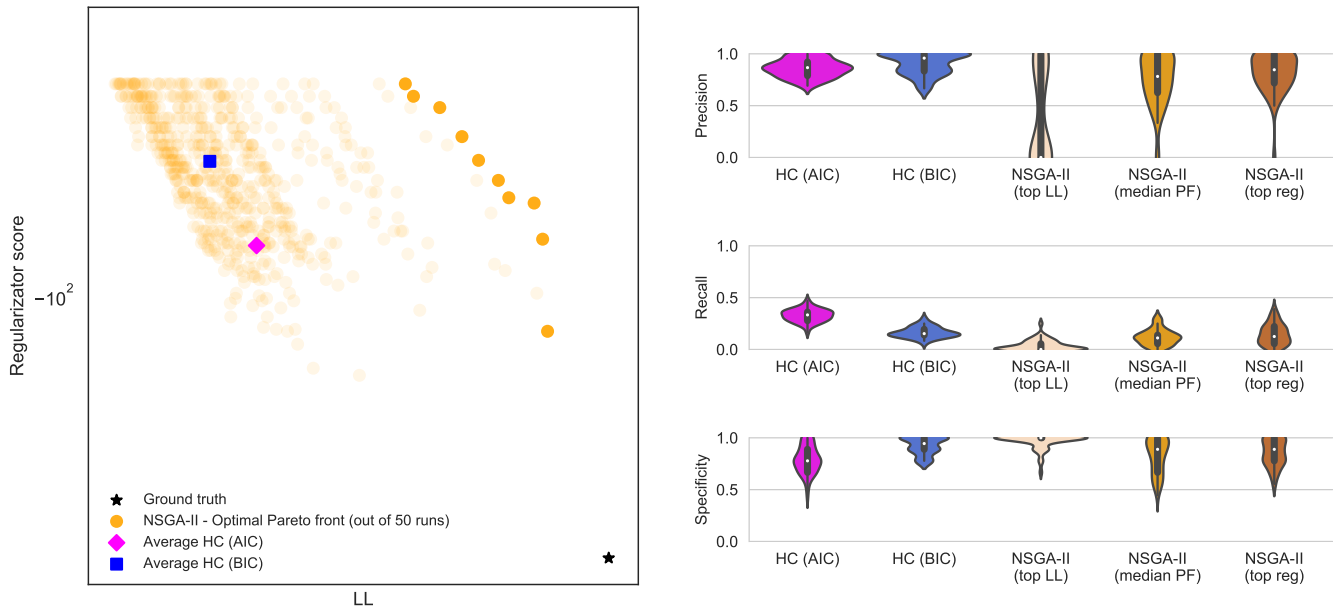 Regularizator score
−10²
LL
Ground truth
NSGA-II - Optimal Pareto front (out of 50 runs)
Average HC (AIC)
Average HC (BIC)
Precision
1.0
0.5
0.0
HC (AIC)
HC (BIC)
NSGA-II
(top LL)
NSGA-II
(median PF)
NSGA-II
(top reg)
Recall
1.0
0.5
0.0
HC (AIC)
HC (BIC)
NSGA-II
(top LL)
NSGA-II
(median PF)
NSGA-II
(top reg)
Specificity
1.0
0.5
0.0
HC (AIC)
HC (BIC)
NSGA-II
(top LL)
NSGA-II
(median PF)
NSGA-II
(top reg)